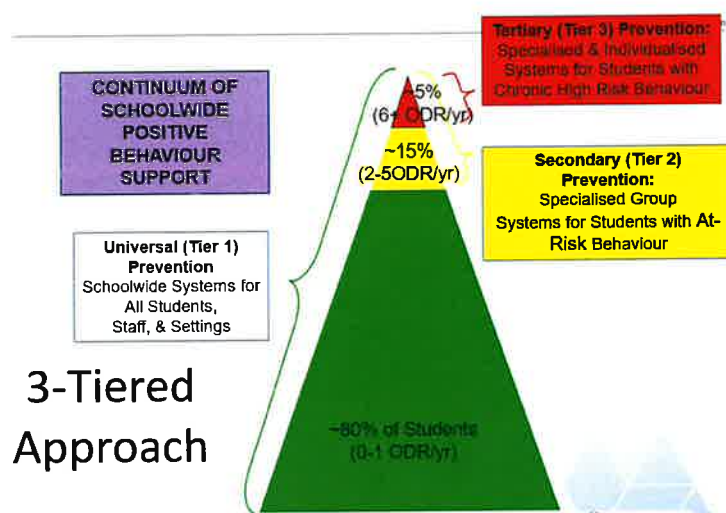 CONTINUUM OF
SCHOOLWIDE
POSITIVE
BEHAVIOUR
SUPPORT
Tertiary (Tier 3) Prevention:
Specialised & Individualised
Systems for Students with
Chronic High Risk Behaviour
~5%
(6+ ODR/yr)
~15%
(2-5ODR/yr)
Secondary (Tier 2)
Prevention:
Specialised Group
Systems for Students with At-
Risk Behaviour
Universal (Tier 1)
Prevention
Schoolwide Systems for
All Students,
Staff, & Settings
3-Tiered
Approach
~80% of Students
(0-1 ODR/yr)